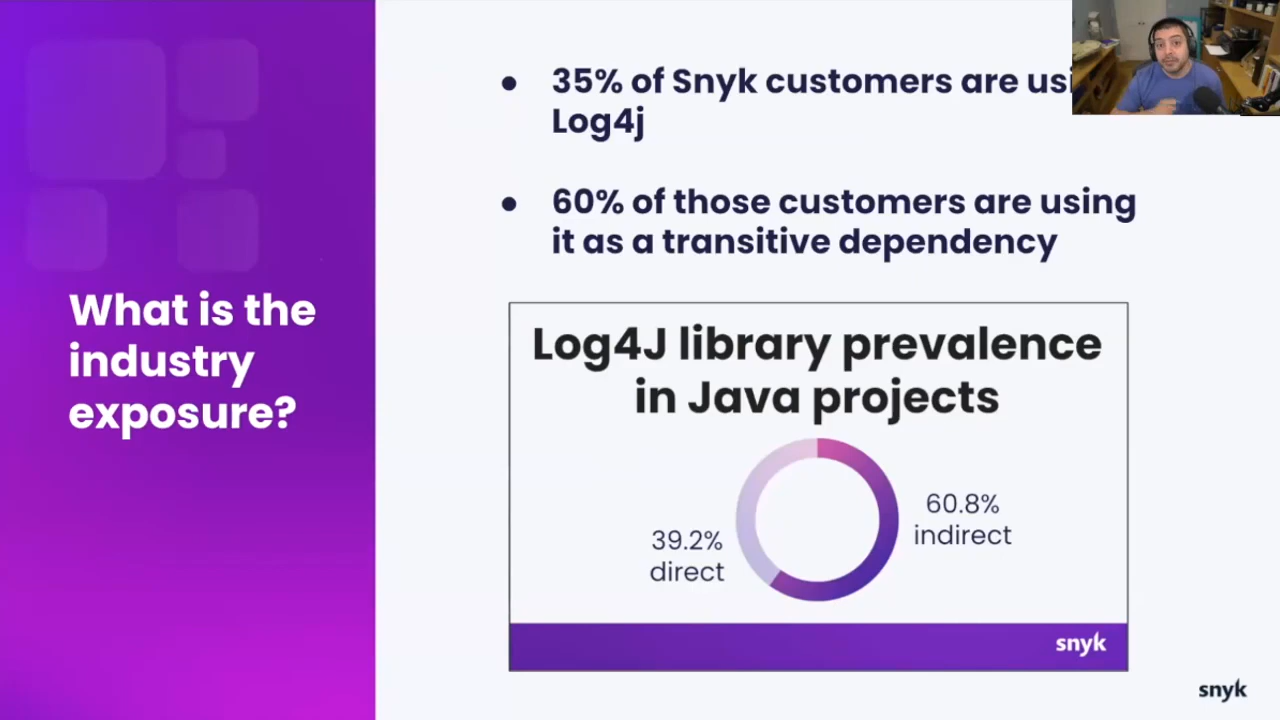 What is the
industry
exposure?
● 35% of Snyk customers are
Log4j
● 60% of those customers are using
it as a transitive dependency
Log4J library prevalence
in Java projects
39.2%
direct
60.8%
indirect
snyk
snyk